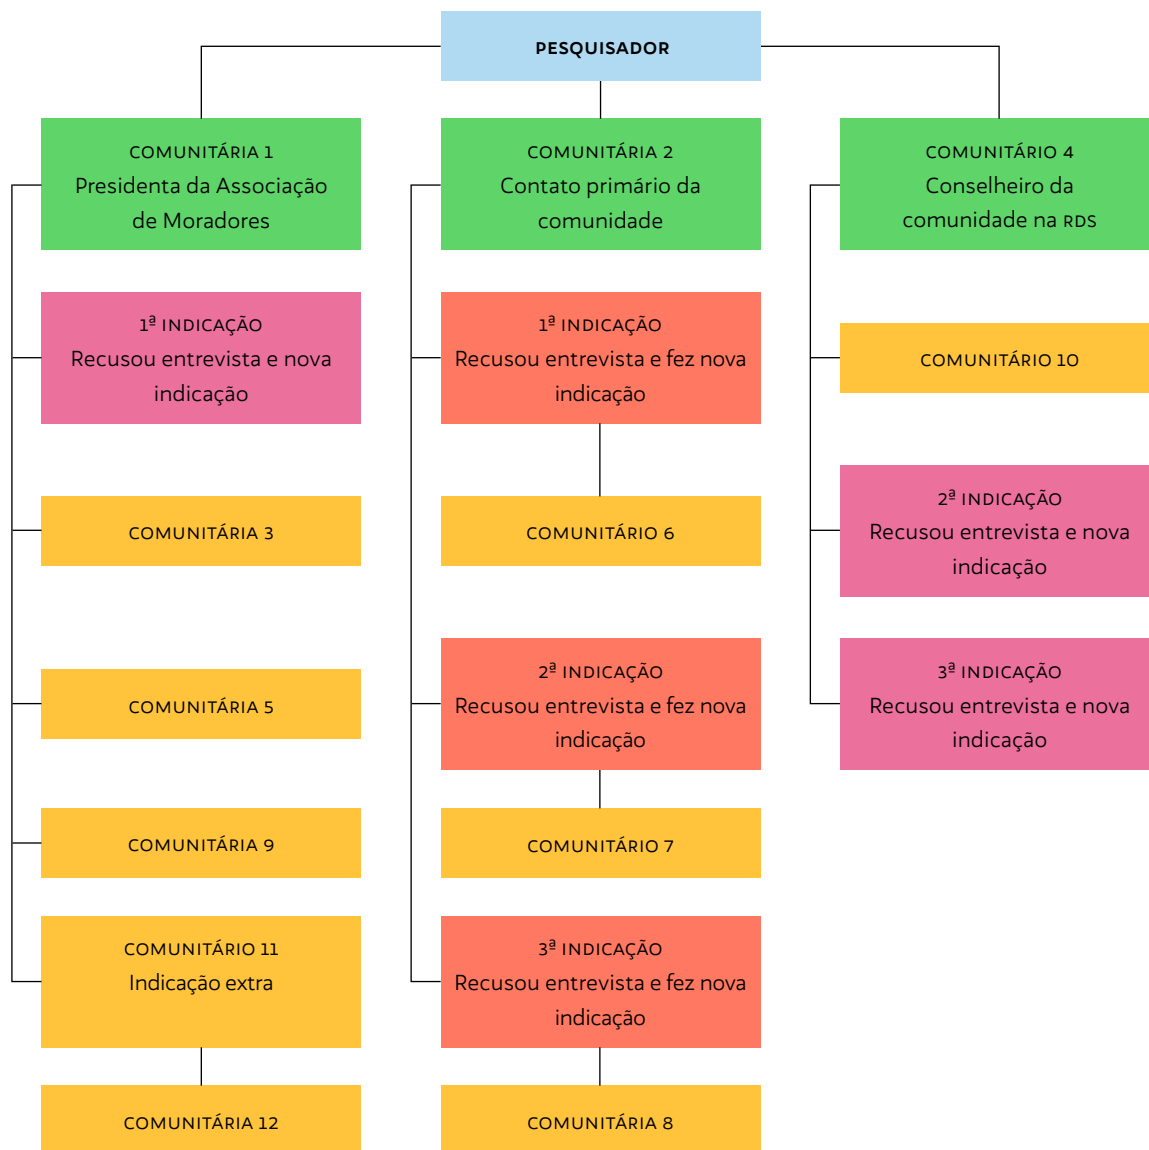 PESQUISADOR
COMUNITÁRIA 1
Presidenta da Associação
de Moradores
1ª INDICAÇÃO
Recusou entrevista e nova
indicação
COMUNITÁRIA 3
COMUNITÁRIA 5
COMUNITÁRIA 9
COMUNITÁRIO 11
Indicação extra
COMUNITÁRIA 12
COMUNITÁRIA 2
Contato primário da
comunidade
1ª INDICAÇÃO
Recusou entrevista e fez nova
indicação
COMUNITÁRIO 6
2ª INDICAÇÃO
Recusou entrevista e fez nova
indicação
COMUNITÁRIO 7
3ª INDICAÇÃO
Recusou entrevista e fez nova
indicação
COMUNITÁRIA 8
COMUNITÁRIO 4
Conselheiro da
comunidade na RDS
COMUNITÁRIO 10
2ª INDICAÇÃO
Recusou entrevista e nova
indicação
3ª INDICAÇÃO
Recusou entrevista e nova
indicação